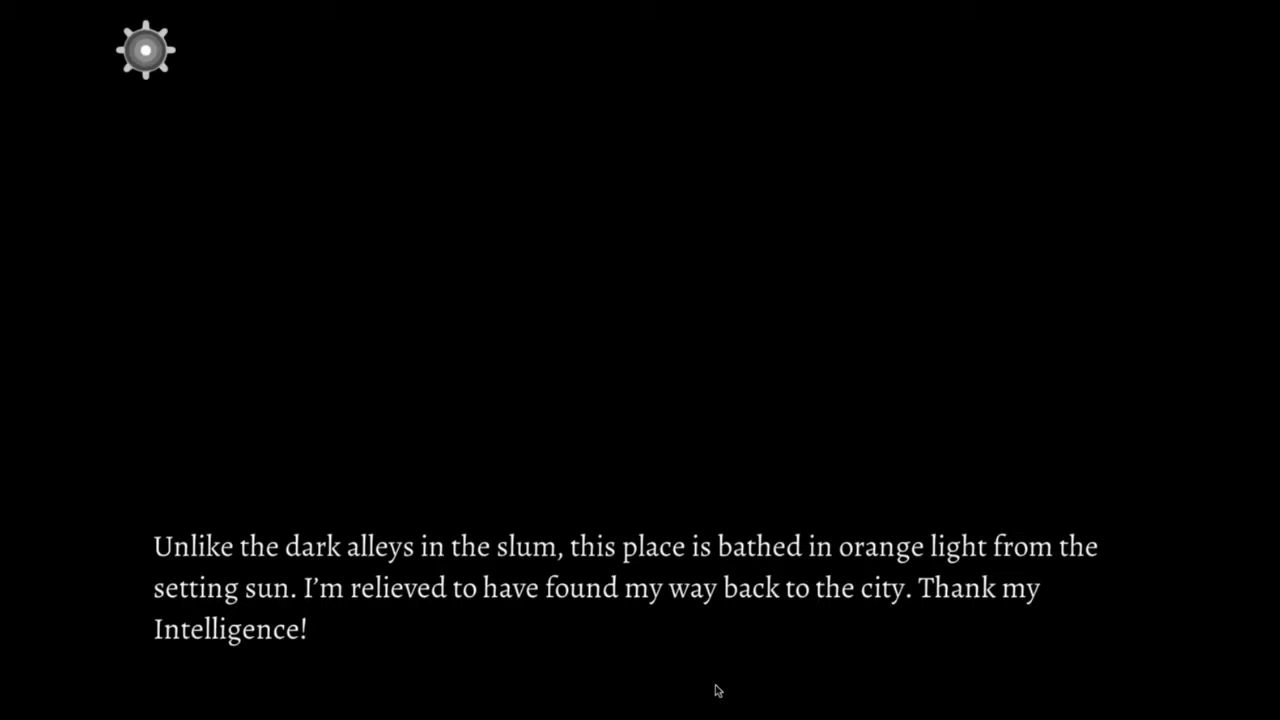 Unlike the dark alleys in the slum, this place is bathed in orange light from the
setting sun. I’m relieved to have found my way back to the city. Thank my
Intelligence!